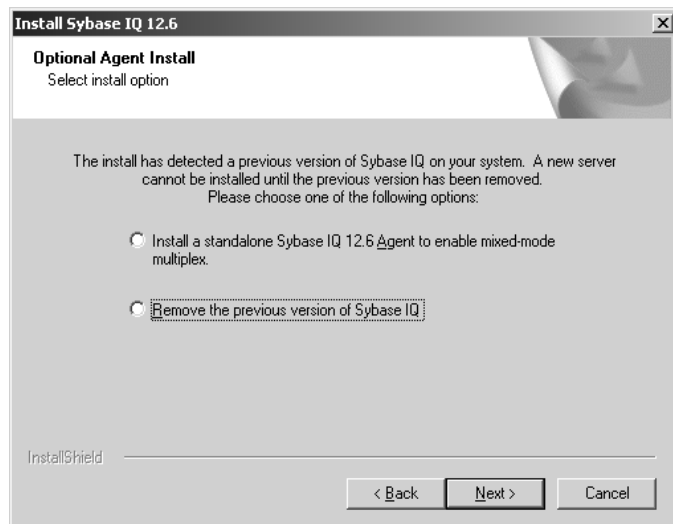 Install Sybase IQ 12.6
Optional Agent Install
Select install option
The install has detected a previous version of Sybase IQ on your system. A new server
cannot be installed until the previous version has been removed.
Please choose one of the following options:
Install a standalone Sybase IQ 12.6 Agent to enable mixed-mode
multiplex.
Remove the previous version of Sybase IQ
InstallShield
< Back
Next >
Cancel